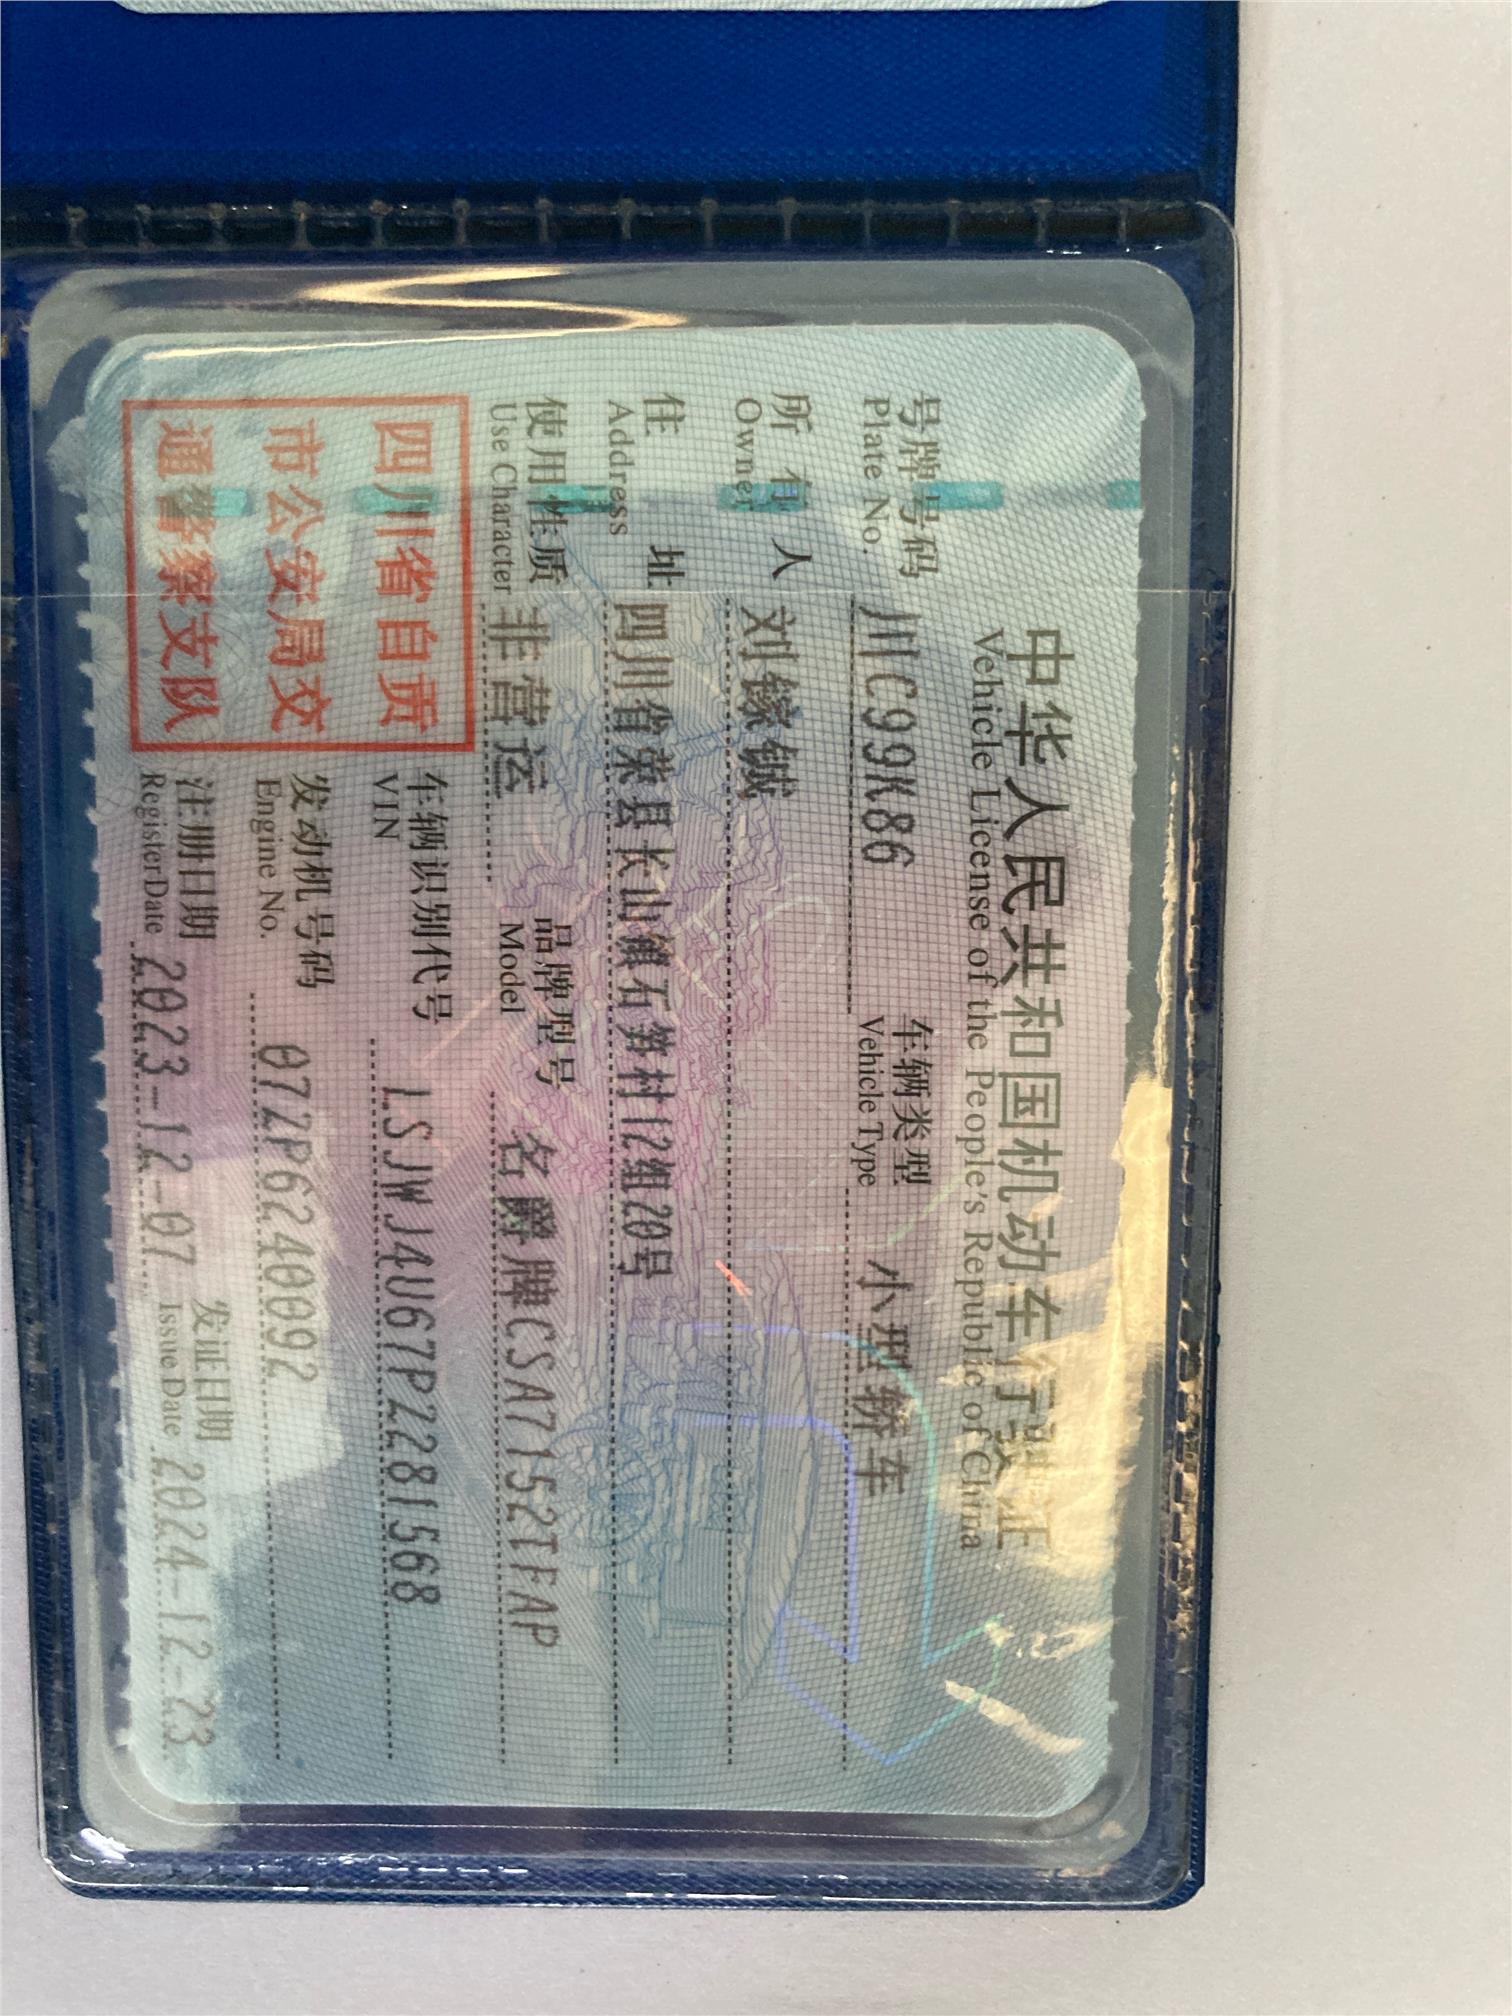 中华人民共和国机动车行驶证
Vehicle License of the People's Republic of China
号牌号码 川C99K86 车辆类型 小型轿车
Plate No. Vehicle Type
所有人 刘镓铖
Owner
住址 四川省荣县长山镇石笋村12组20号
Address
使用性质 非营运 品牌型号 名爵牌CSA7152TFAP
Use Character Model
四川省自贡
市公安局交
通警察支队
车辆识别代号 LSJWJ4U67P2281568
VIN
发动机号码 072P6240092
Engine No.
注册日期 2023-12-07 发证日期 2024-12-23
Register Date Issue Date